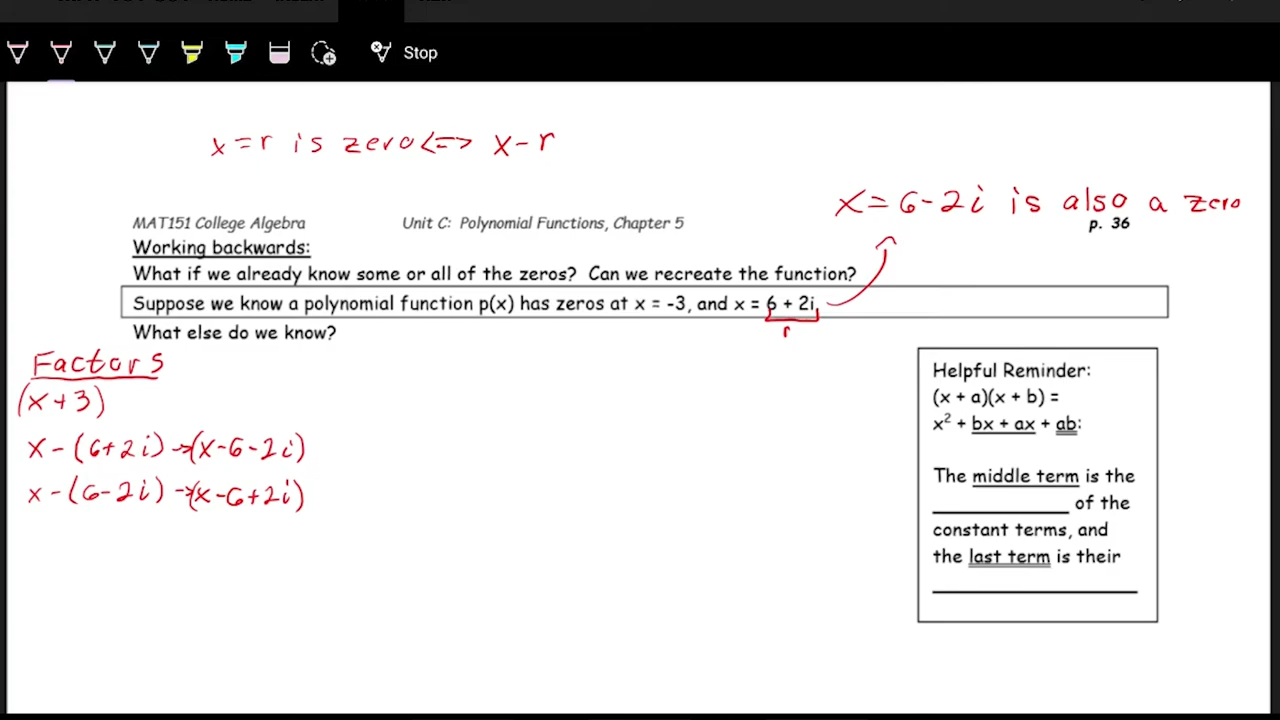 Stop
x = r is zero <=> x - r
x = 6 - 2i is also a zero
MAT151 College Algebra Unit C: Polynomial Functions, Chapter 5 p. 36
Working backwards:
What if we already know some or all of the zeros? Can we recreate the function?
Suppose we know a polynomial function p(x) has zeros at x = -3, and x = 6 + 2i,
r
What else do we know?
Factors
(x + 3)
x - (6+2i) → (x - 6 - 2i)
x - (6 - 2i) → (x - 6 + 2i)
Helpful Reminder:
(x + a)(x + b) =
x² + bx + ax + ab:
The middle term is the
____________ of the
constant terms, and
the last term is their
____________